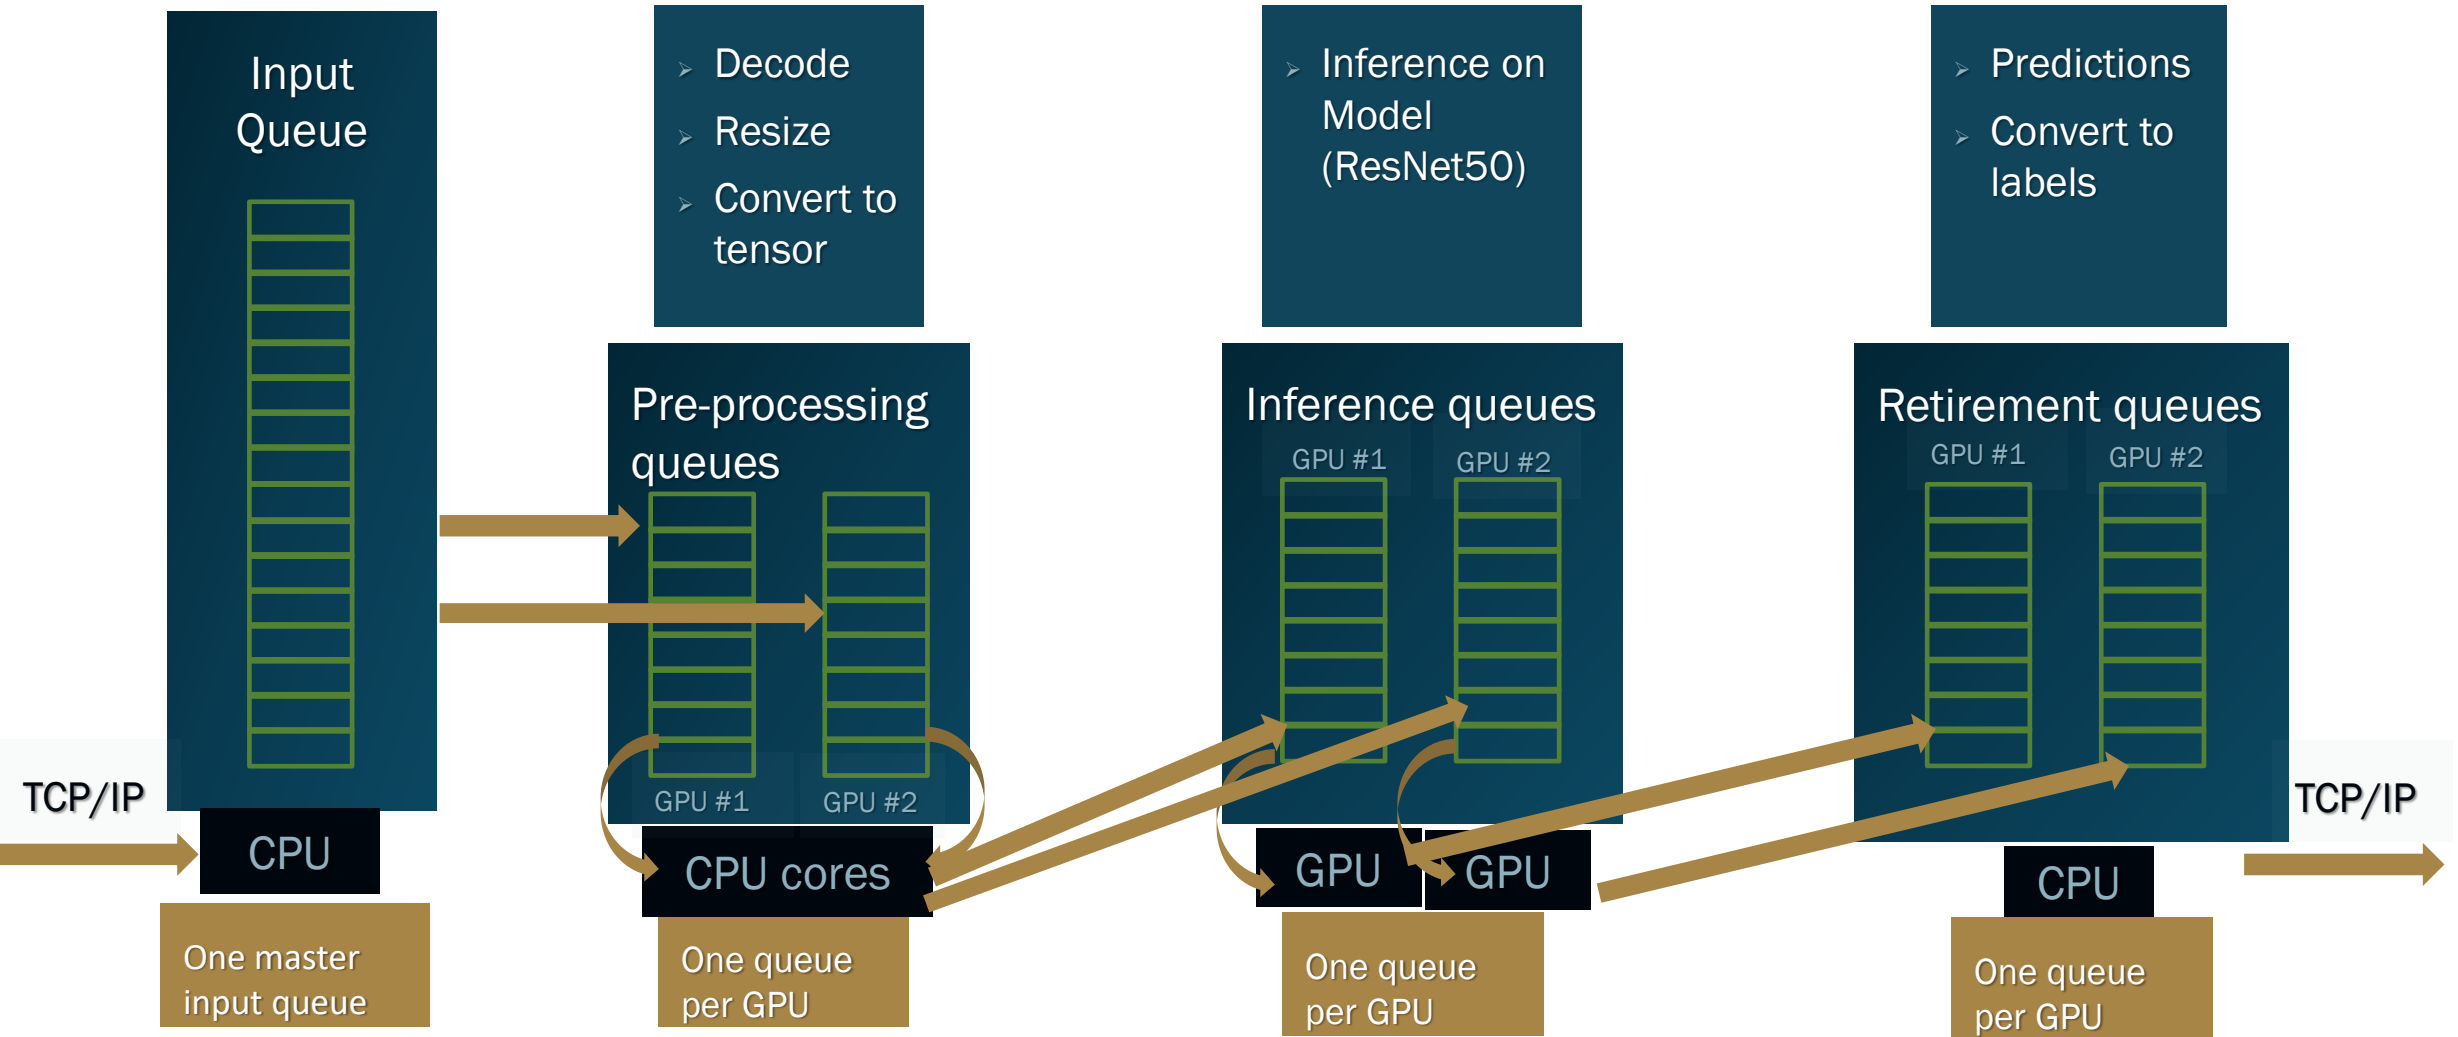 Input
Queue
TCP/IP
CPU
One master
input queue
Decode
Resize
Convert to
tensor
Pre-processing
queues
GPU #1
GPU #2
CPU cores
One queue
per GPU
Inference on
Model
(ResNet50)
Inference queues
GPU #1
GPU #2
GPU
GPU
One queue
per GPU
Predictions
Convert to
labels
Retirement queues
GPU #1
GPU #2
CPU
One queue
per GPU
TCP/IP